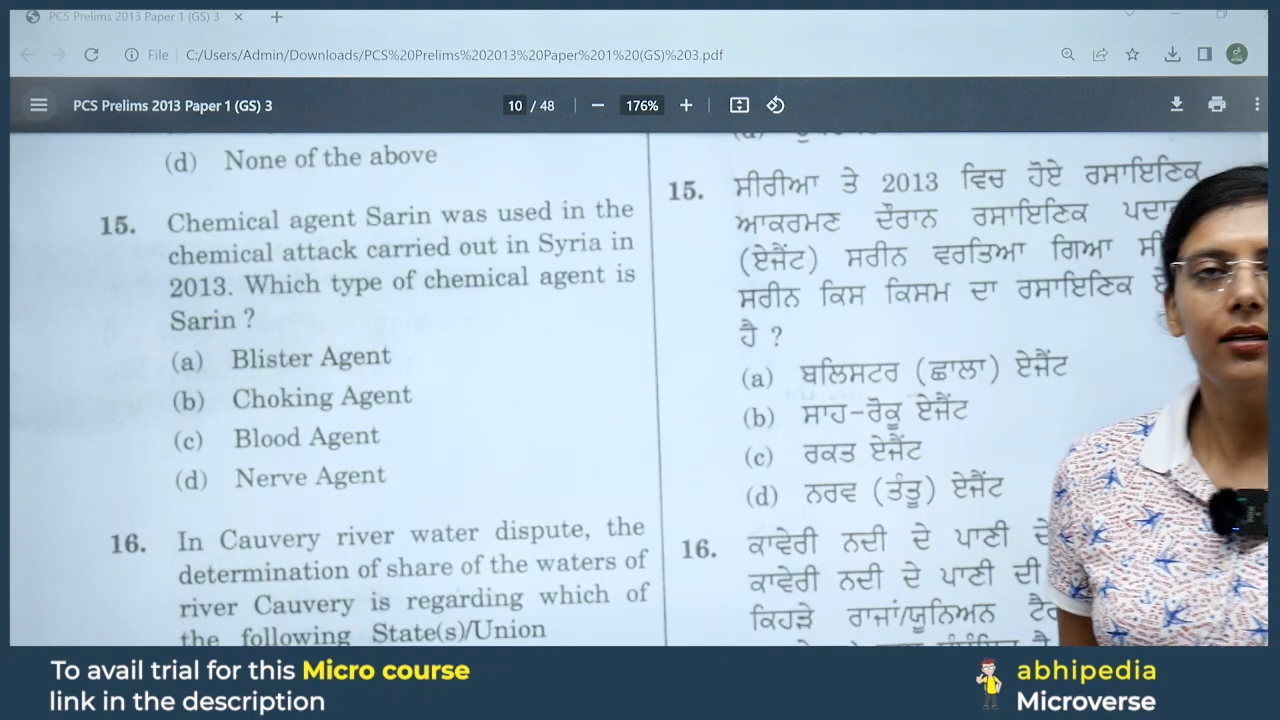 PCS Prelims 2013 Paper 1 (GS) 3
File C:/Users/Admin/Downloads/PCS%20Prelims%202013%20Paper%201%20(GS)%203.pdf
PCS Prelims 2013 Paper 1 (GS) 3
10 / 48
176%
(d) None of the above
15. Chemical agent Sarin was used in the
chemical attack carried out in Syria in
2013. Which type of chemical agent is
Sarin ?
(a) Blister Agent
(b) Choking Agent
(c) Blood Agent
(d) Nerve Agent
16. In Cauvery river water dispute, the
determination of share of the waters of
river Cauvery is regarding which of
the following State(s)/Union
15. ਸੀਰੀਆ ਤੇ 2013 ਵਿਚ ਹੋਏ ਰਸਾਇਣਿਕ
ਆਕਰਮਣ ਦੌਰਾਨ ਰਸਾਇਣਿਕ
(ਏਜੈਂਟ) ਸਰੀਨ ਵਰਤਿਆ ਗਿਆ
ਸਰੀਨ ਕਿਸ ਕਿਸਮ ਦਾ ਰਸਾਇਣਿਕ
ਹੈ ?
(a) ਬਲਿਸਟਰ (ਛਾਲਾ) ਏਜੈਂਟ
(b) ਸਾਹ-ਰੋਕੂ ਏਜੈਂਟ
(c) ਰਕਤ ਏਜੈਂਟ
(d) ਨਰਵ (ਤੰਤੂ) ਏਜੈਂਟ
16. ਕਾਵੇਰੀ ਨਦੀ ਦੇ ਪਾਣੀ ਦੇ
ਕਾਵੇਰੀ ਨਦੀ ਦੇ ਪਾਣੀ ਦੀ
ਕਿਹੜੇ ਰਾਜਾਂ/ਯੂਨਿਅਨ
To avail trial for this Micro course
link in the description
abhipedia
Microverse